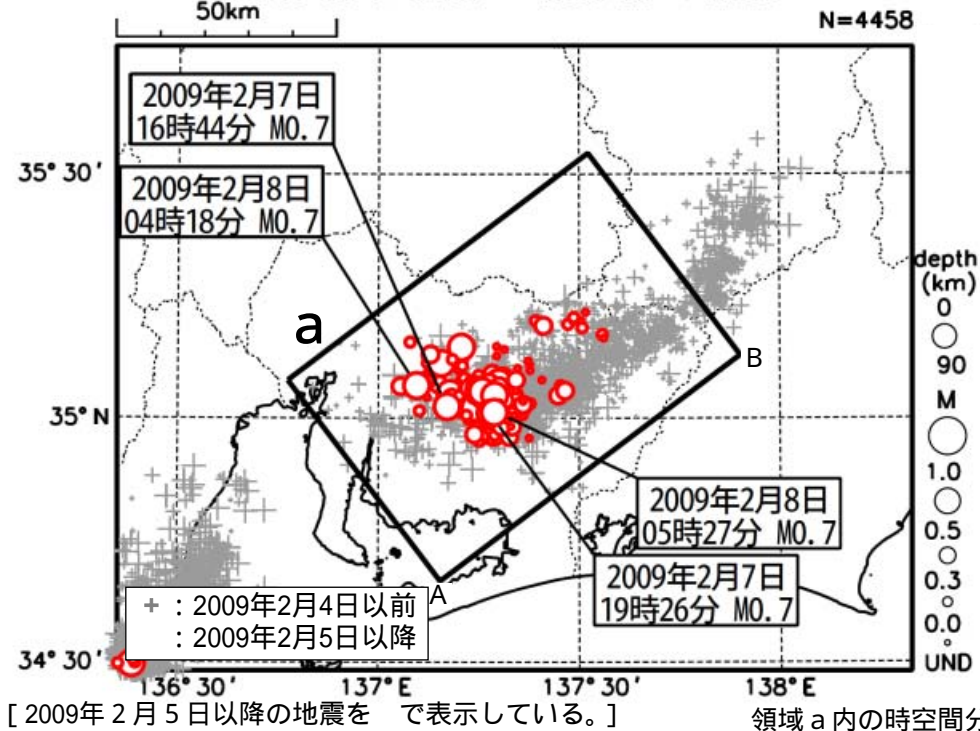 50km
N=4458
2009年2月7日
16時44分 M0.7
35°30′
2009年2月8日
04時18分 M0.7
depth
(km)
0
90
M
1.0
0.5
0.3
0.0
UND
a
B
35°N
2009年2月8日
05時27分 M0.7
2009年2月7日
19時26分 M0.7
A
+ : 2009年2月4日以前
: 2009年2月5日以降
34°30′
136°30′
137°E
137°30′
138°E
[ 2009年2月5日以降の地震を で表示している。]
領域a内の時空間分